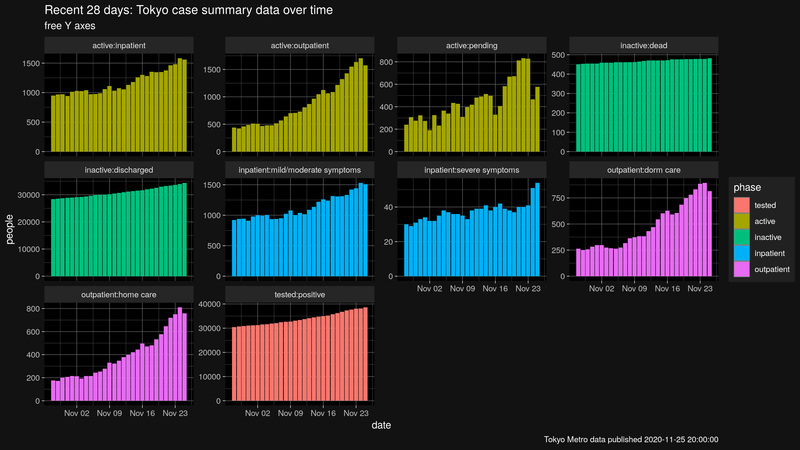 Recent 28 days: Tokyo case summary data over time
free Y axes
active:inpatient
active:outpatient
active:pending
inactive:dead
1500
1000
500
0
1500
1000
500
0
800
600
400
200
0
500
400
300
200
100
0
inactive:discharged
inpatient:mild/moderate symptoms
inpatient:severe symptoms
outpatient:dorm care
30000
20000
10000
0
1500
1000
500
0
40
20
0
750
500
250
0
Nov 02 Nov 09 Nov 16 Nov 23
Nov 02 Nov 09 Nov 16 Nov 23
outpatient:home care
tested:positive
800
600
400
200
0
40000
30000
20000
10000
0
Nov 02 Nov 09 Nov 16 Nov 23
Nov 02 Nov 09 Nov 16 Nov 23
people
date
phase
tested
active
inactive
inpatient
outpatient
Tokyo Metro data published 2020-11-25 20:00:00